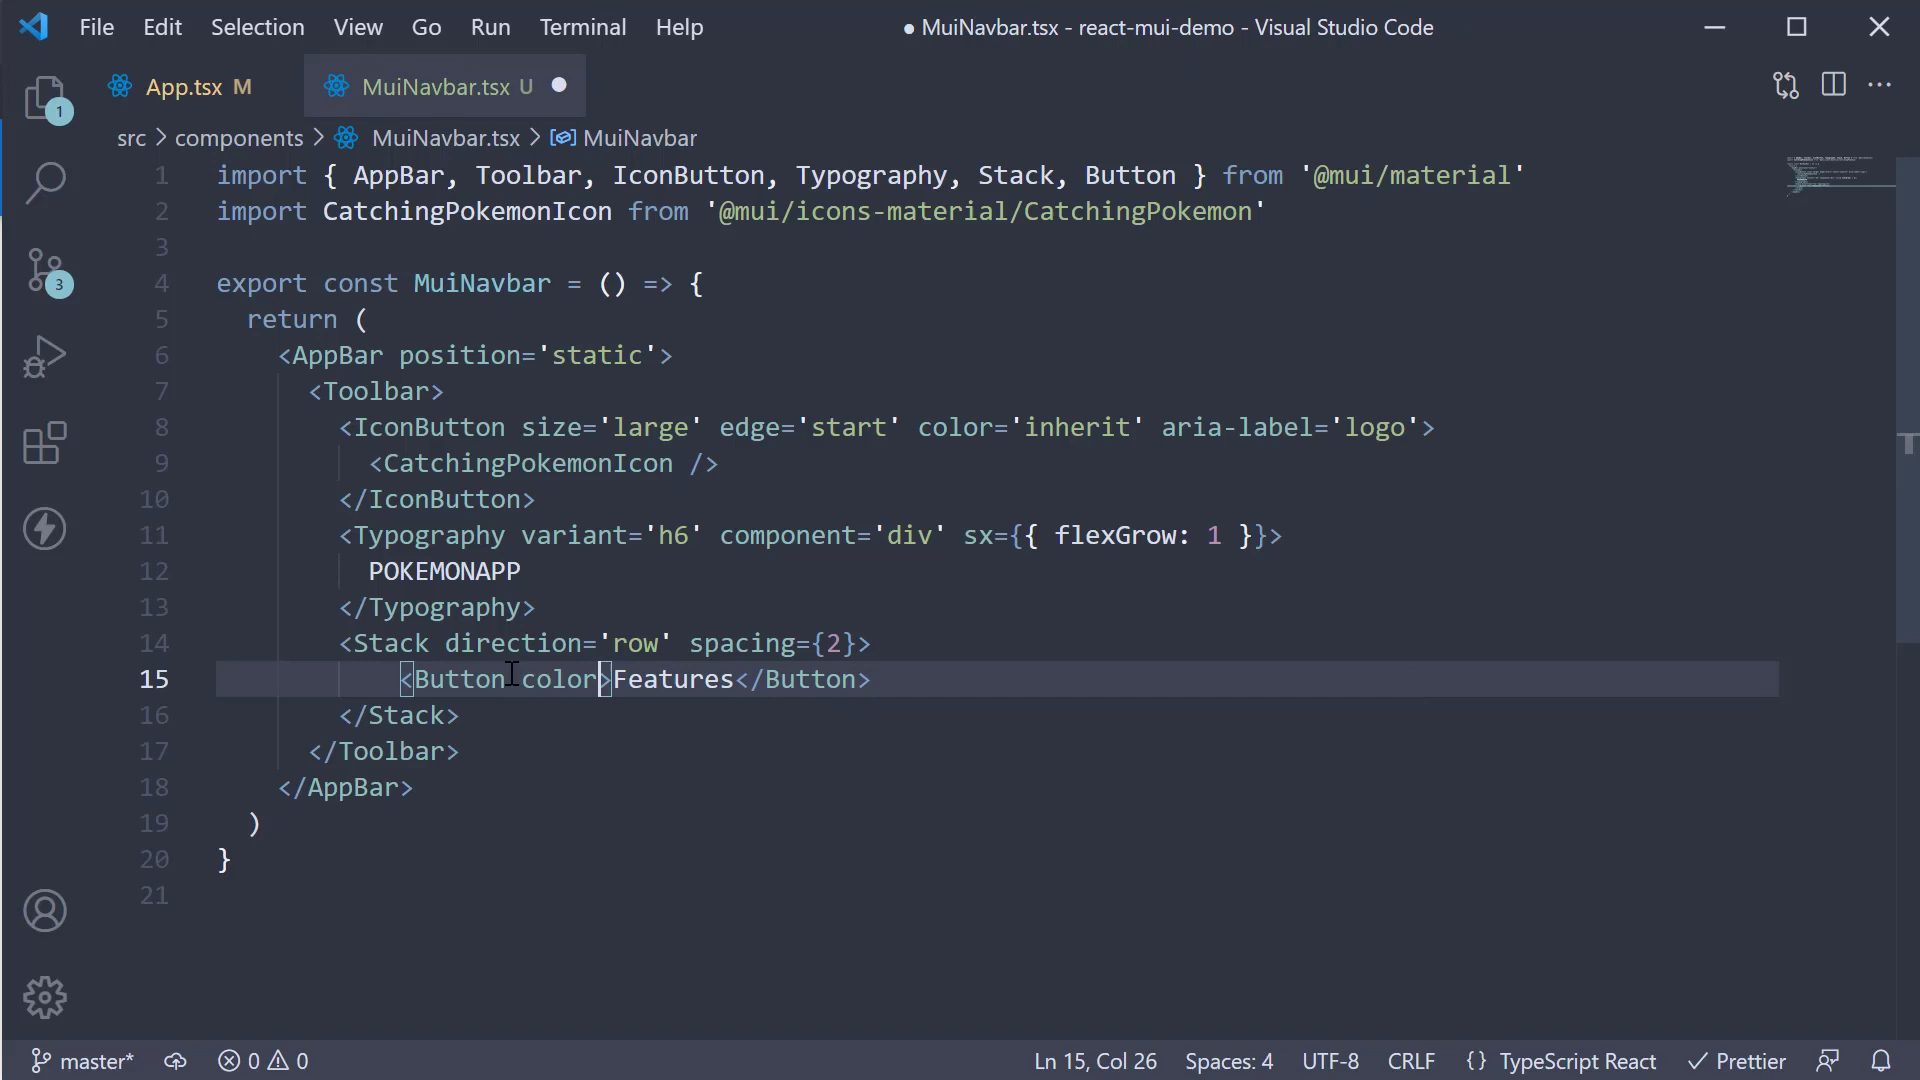 File Edit Selection View Go Run Terminal Help ● MuiNavbar.tsx - react-mui-demo - Visual Studio Code
App.tsx M MuiNavbar.tsx U
src > components > MuiNavbar.tsx > MuiNavbar
1 import { AppBar, Toolbar, IconButton, Typography, Stack, Button } from '@mui/material'
2 import CatchingPokemonIcon from '@mui/icons-material/CatchingPokemon'
3
4 export const MuiNavbar = () => {
5 return (
6 <AppBar position='static'>
7 <Toolbar>
8 <IconButton size='large' edge='start' color='inherit' aria-label='logo'>
9 <CatchingPokemonIcon />
10 </IconButton>
11 <Typography variant='h6' component='div' sx={{ flexGrow: 1 }}>
12 POKEMONAPP
13 </Typography>
14 <Stack direction='row' spacing={2}>
15 <Button color>Features</Button>
16 </Stack>
17 </Toolbar>
18 </AppBar>
19 )
20 }
21
1
3
master* 0 0 Ln 15, Col 26 Spaces: 4 UTF-8 CRLF {} TypeScript React ✓ Prettier